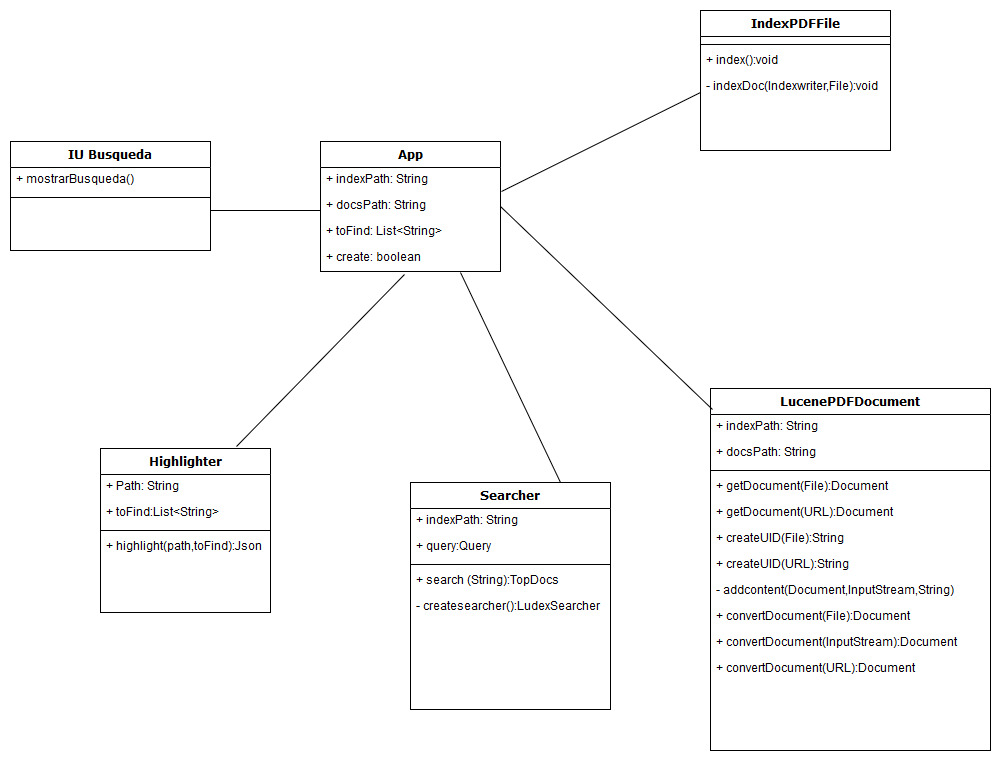 IndexPDFFile
+ index():void
- indexDoc(Indexwriter,File):void
IU Busqueda
+ mostrarBusqueda()
App
+ indexPath: String
+ docsPath: String
+ toFind: List<String>
+ create: boolean
Highlighter
+ Path: String
+ toFind:List<String>
+ highlight(path,toFind):Json
Searcher
+ indexPath: String
+ query:Query
+ search (String):TopDocs
- createsearcher():LudexSearcher
LucenePDFDocument
+ indexPath: String
+ docsPath: String
+ getDocument(File):Document
+ getDocument(URL):Document
+ createUID(File):String
+ createUID(URL):String
- addcontent(Document,InputStream,String)
+ convertDocument(File):Document
+ convertDocument(InputStream):Document
+ convertDocument(URL):Document